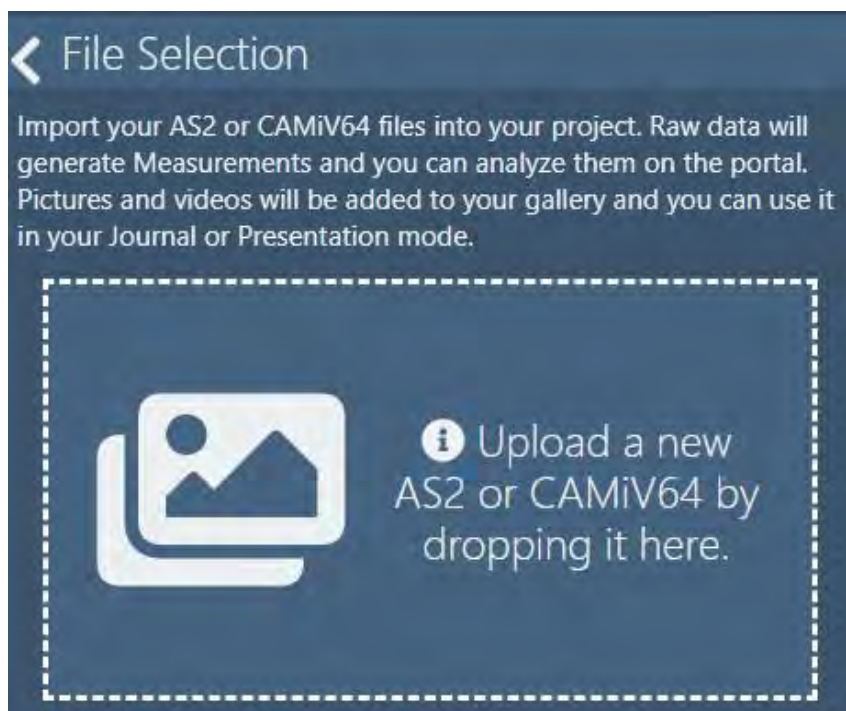 File Selection
Import your AS2 or CAMiV64 files into your project. Raw data will
generate Measurements and you can analyze them on the portal.
Pictures and videos will be added to your gallery and you can use it
in your Journal or Presentation mode.
Upload a new
AS2 or CAMiV64 by
dropping it here.